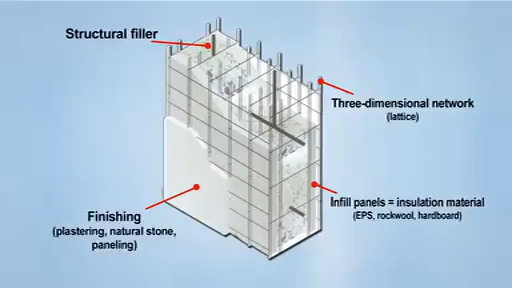 Structural filler
Three-dimensional network
(lattice)
Infill panels = insulation material
(EPS, rockwool, hardboard)
Finishing
(plastering, natural stone,
paneling)